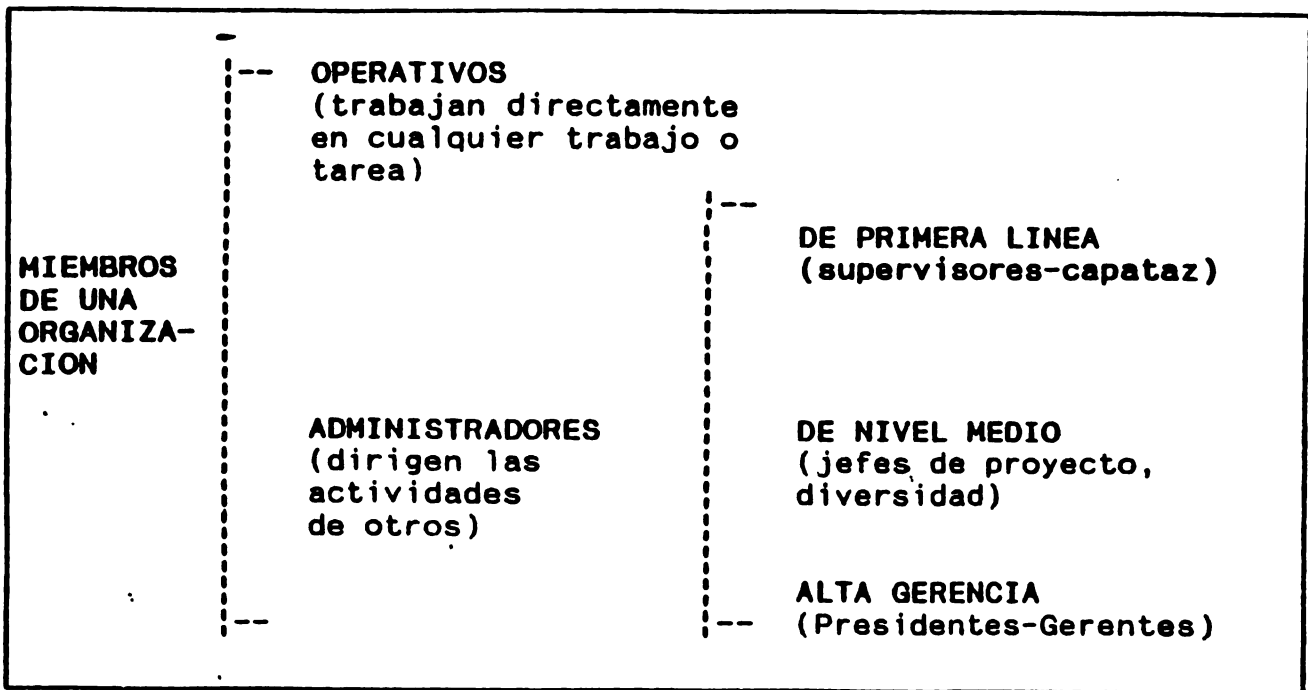 MIEMBROS
DE UNA
ORGANIZA-
CION
OPERATIVOS
(trabajan directamente
en cualquier trabajo o
tarea)
ADMINISTRADORES
(dirigen las
actividades
de otros)
DE PRIMERA LINEA
(supervisores-capataz)
DE NIVEL MEDIO
(jefes de proyecto,
diversidad)
ALTA GERENCIA
(Presidentes-Gerentes)